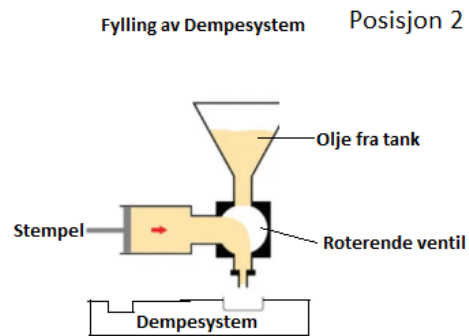 Fylling av Dempesystem
Posisjon 2
Olje fra tank
Stempel
Roterende ventil
Dempesystem